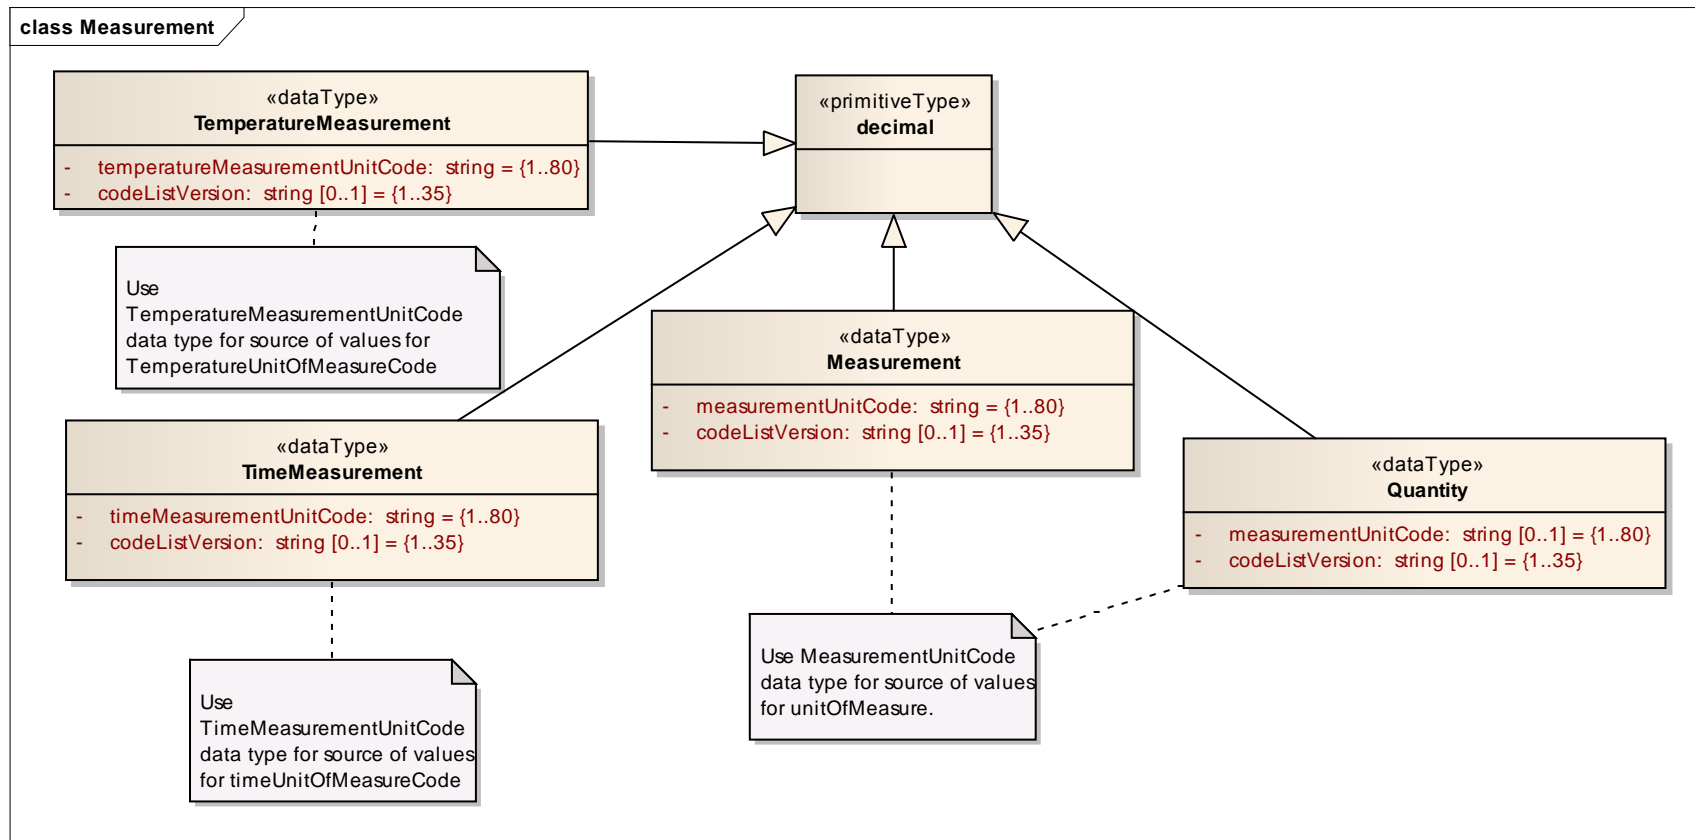 class Measurement
«dataType»
TemperatureMeasurement
- temperatureMeasurementUnitCode: string = {1..80}
- codeListVersion: string [0..1] = {1..35}
«primitiveType»
decimal
Use
TemperatureMeasurementUnitCode
data type for source of values for
TemperatureUnitOfMeasureCode
«dataType»
Measurement
- measurementUnitCode: string = {1..80}
- codeListVersion: string [0..1] = {1..35}
«dataType»
TimeMeasurement
- timeMeasurementUnitCode: string = {1..80}
- codeListVersion: string [0..1] = {1..35}
«dataType»
Quantity
- measurementUnitCode: string [0..1] = {1..80}
- codeListVersion: string [0..1] = {1..35}
Use MeasurementUnitCode
data type for source of values
for unitOfMeasure.
Use
TimeMeasurementUnitCode
data type for source of values
for timeUnitOfMeasureCode